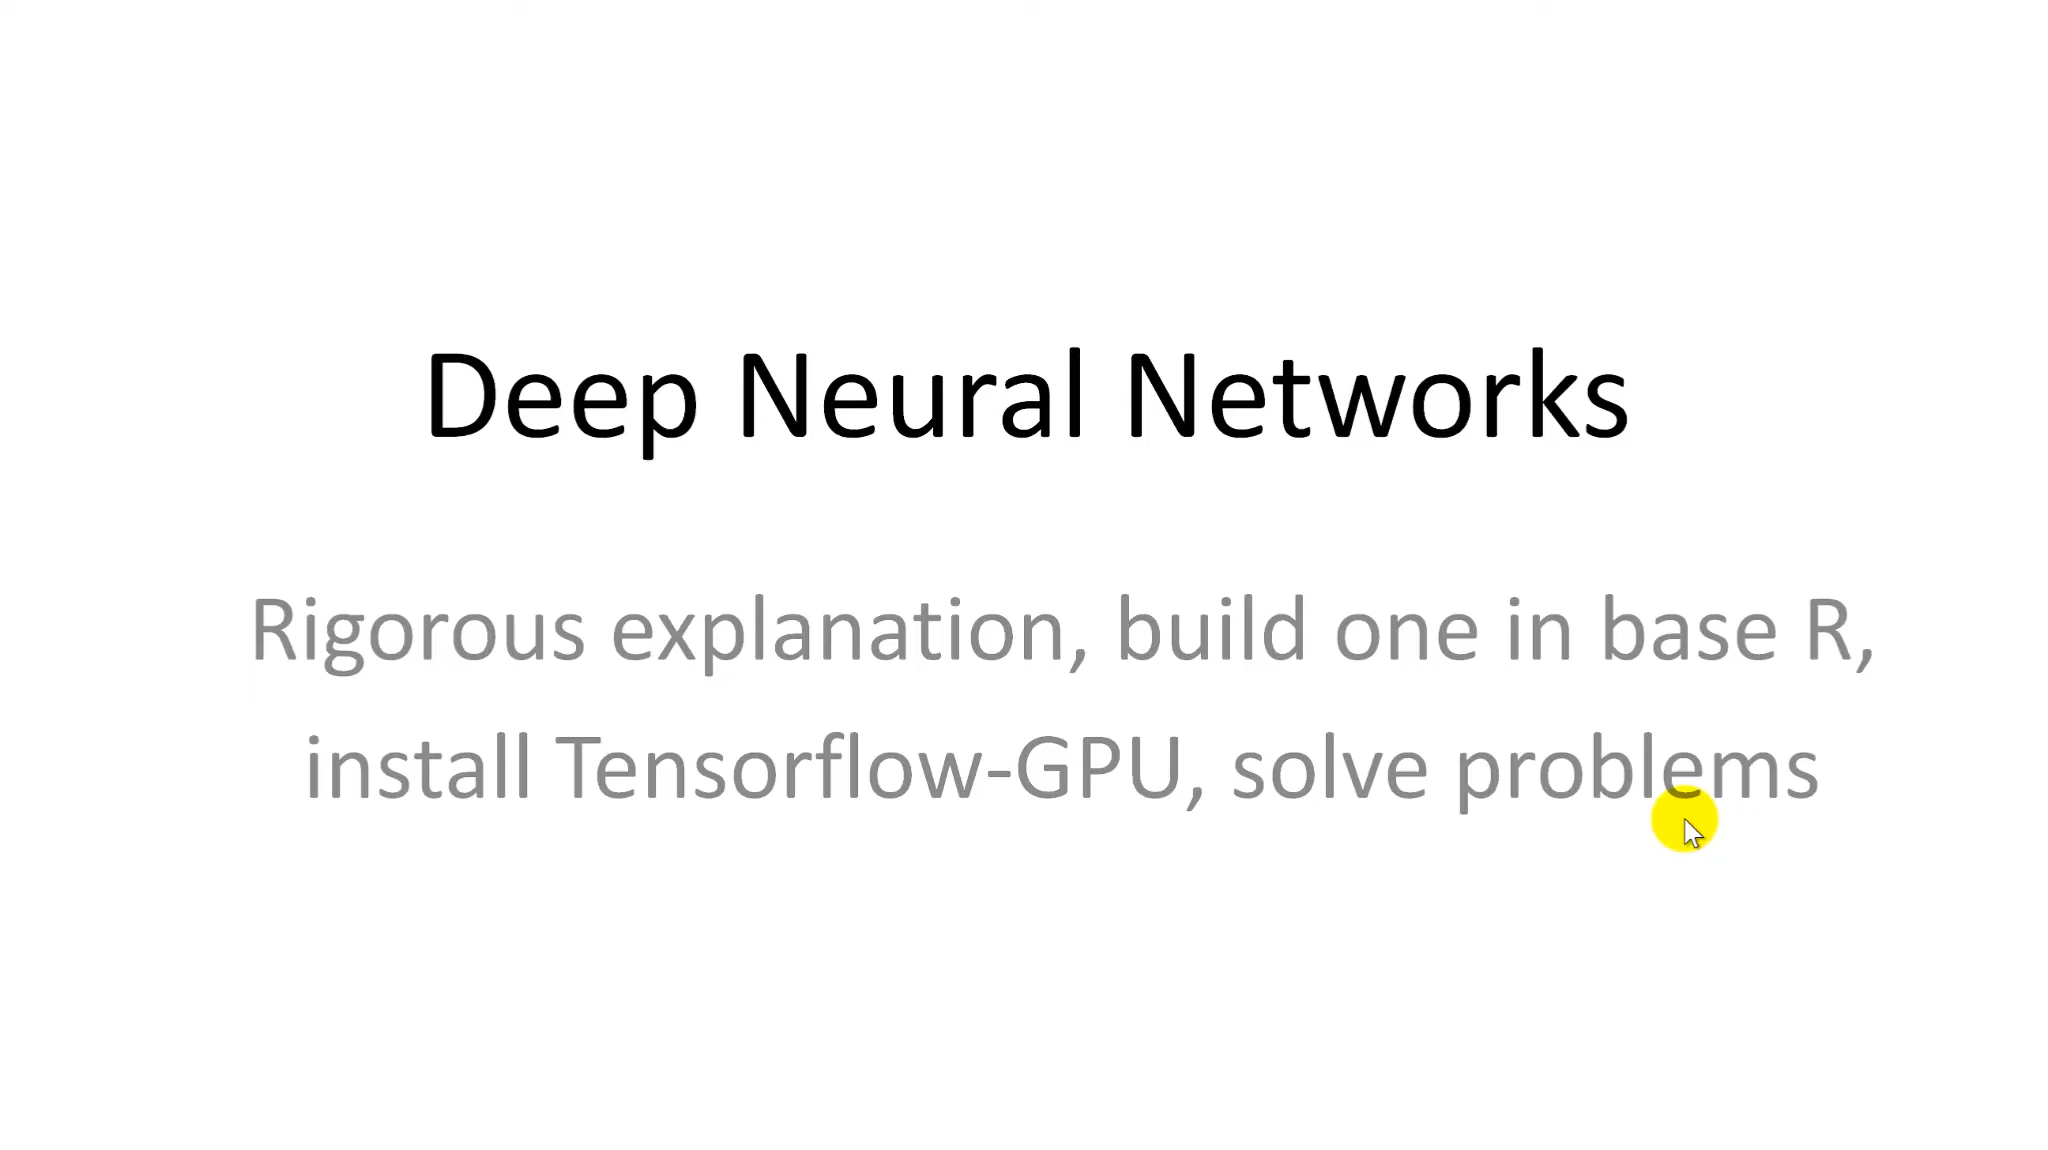 Deep Neural Networks
Rigorous explanation, build one in base R,
install Tensorflow-GPU, solve problems